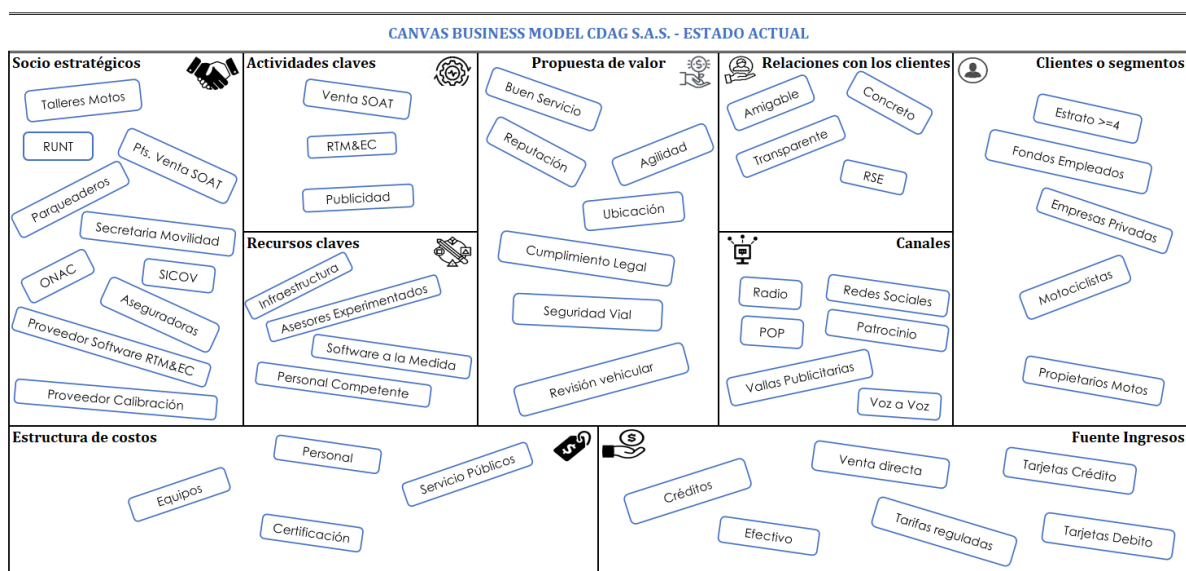 CANVAS BUSINESS MODEL CDAG S.A.S. - ESTADO ACTUAL
Socio estratégicos
Talleres Motos
RUNT
Pts. Venta SOAT
Parqueaderos
Secretaria Movilidad
ONAC
SICOV
Aseguradoras
Proveedor Software RTM&EC
Proveedor Calibración
Actividades claves
Venta SOAT
RTM&EC
Publicidad
Recursos claves
Infraestructura
Asesores Experimentados
Software a la Medida
Personal Competente
Propuesta de valor
Buen Servicio
Reputación
Agilidad
Ubicación
Cumplimiento Legal
Seguridad Vial
Revisión vehicular
Relaciones con los clientes
Amigable
Concreto
Transparente
RSE
Canales
Radio
Redes Sociales
POP
Patrocinio
Vallas Publicitarias
Voz a Voz
Clientes o segmentos
Estrato >=4
Fondos Empleados
Empresas Privadas
Motociclistas
Propietarios Motos
Estructura de costos
Personal
Servicio Públicos
Equipos
Certificación
Fuente Ingresos
Venta directa
Tarjetas Crédito
Créditos
Efectivo
Tarifas reguladas
Tarjetas Debito